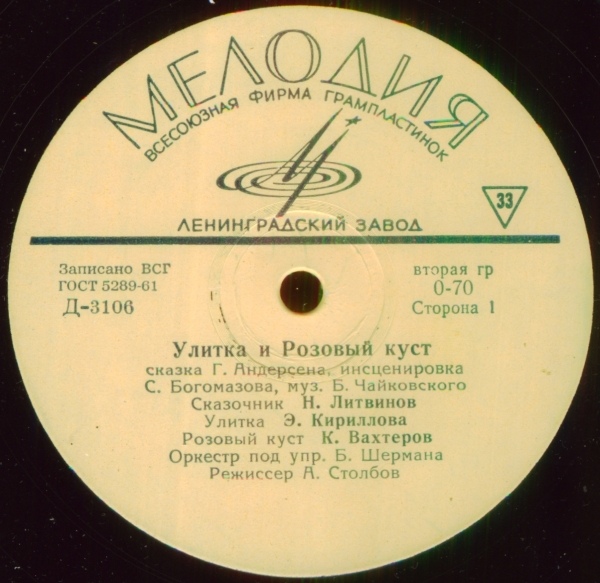 МЕЛОДИЯ
ВСЕСОЮЗНАЯ ФИРМА ГРАМПЛАСТИНОК
33
ЛЕНИНГРАДСКИЙ ЗАВОД
Записано ВСГ
ГОСТ 5289-61
Д-3106
вторая гр
0-70
Сторона 1
Улитка и Розовый куст
сказка Г. Андерсена, инсценировка
С. Богомазова, муз. Б. Чайковского
Сказочник Н. Литвинов
Улитка Э. Кириллова
Розовый куст К. Вахтеров
Оркестр под упр. Б. Шермана
Режиссер А. Столбов